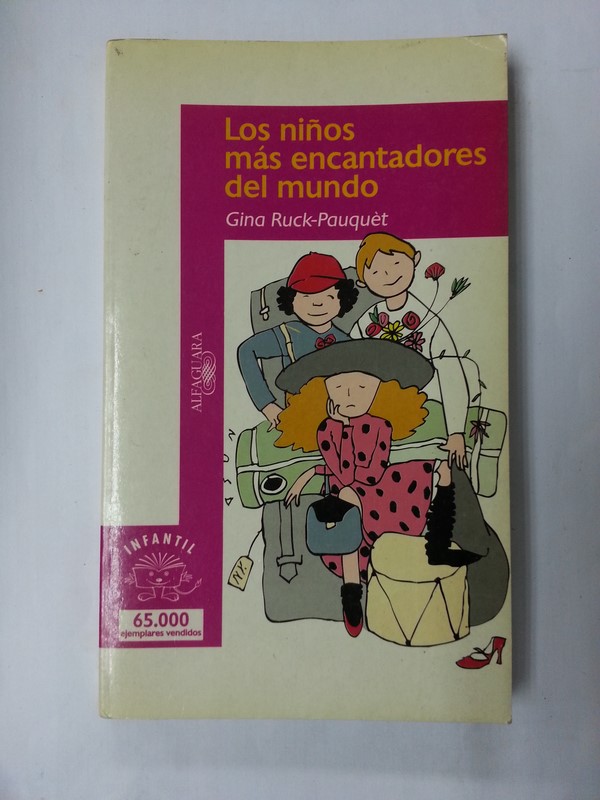 Los niños
más encantadores
del mundo
Gina Ruck-Pauquèt
ALFAGUARA
N.Y.
INFANTIL
65.000
ejemplares vendidos